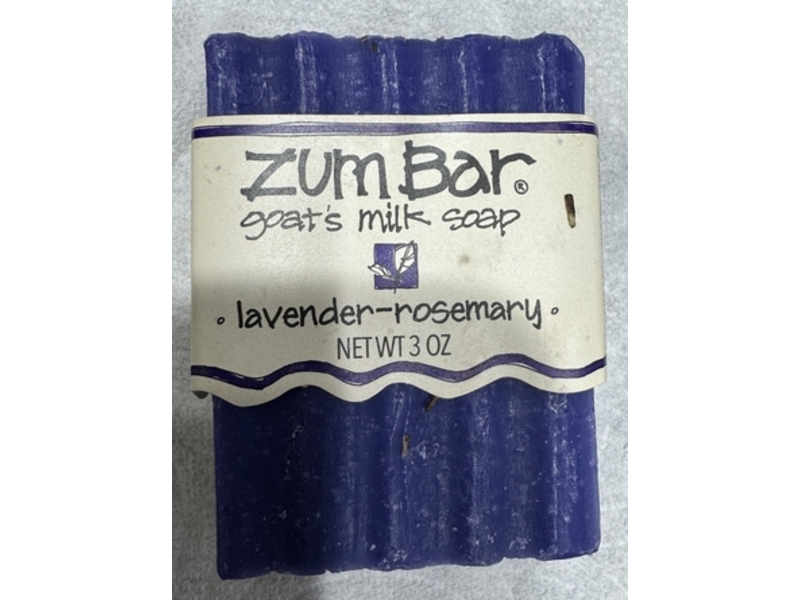 Zum Bar®
goat's milk soap
• lavender-rosemary •
NET WT 3 OZ